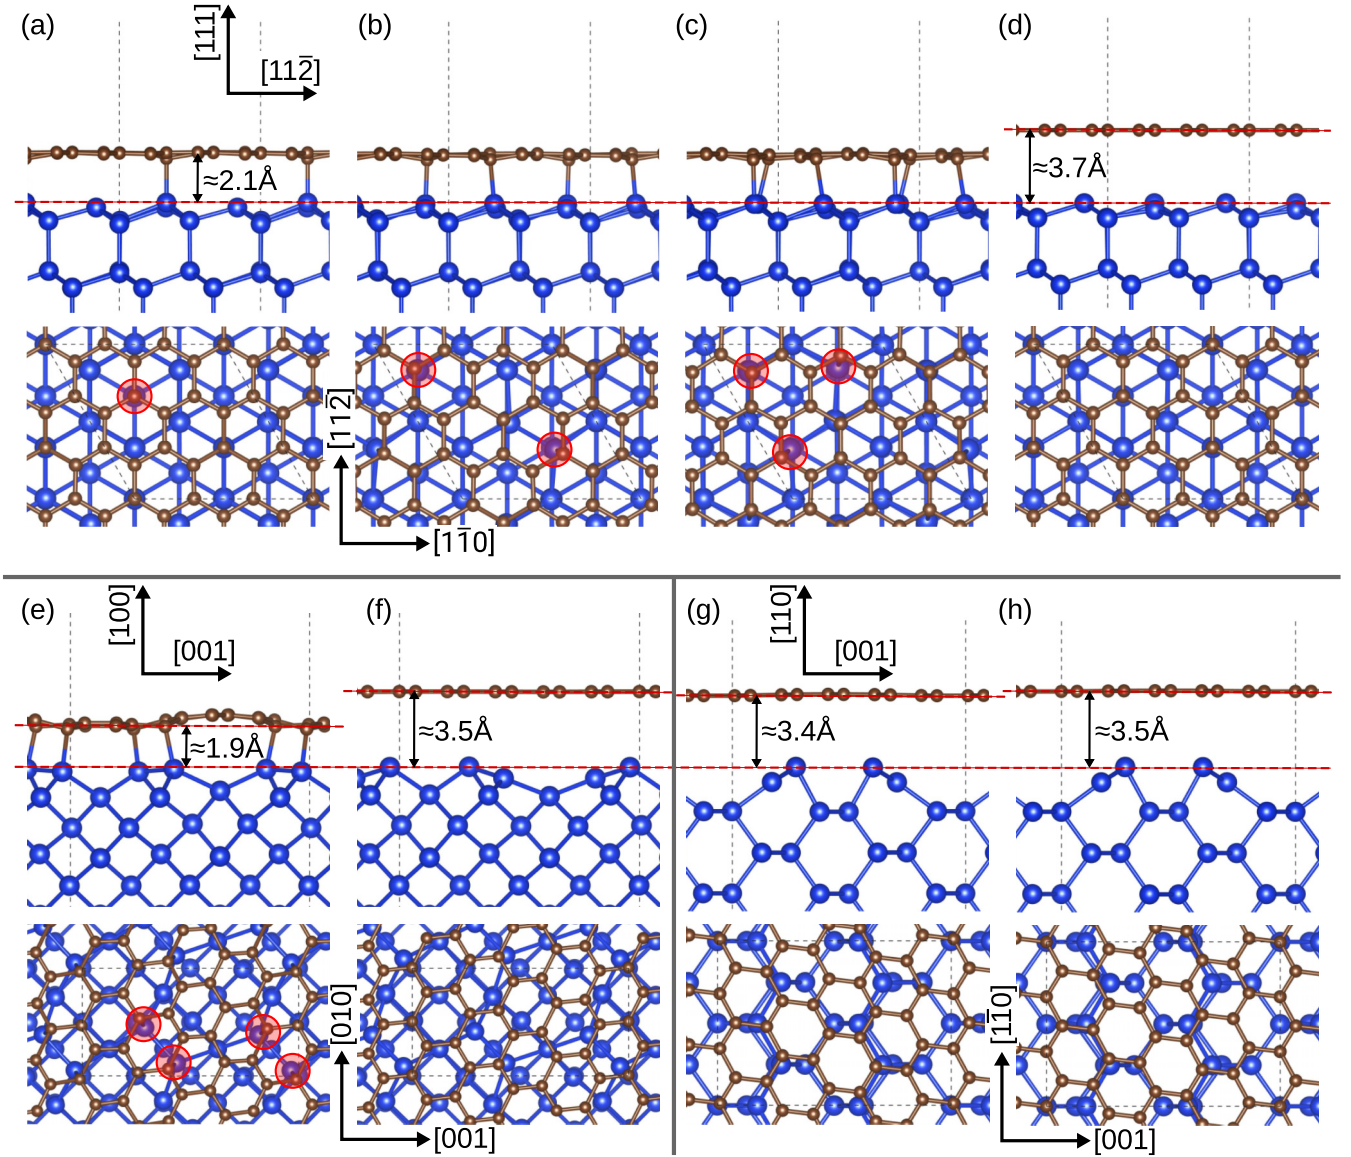 (a)
[111]
[112̅]
(b)
(c)
(d)
≈2.1Å
≈3.7Å
[112̅]
[11̅0]
(e)
[100]
[001]
(f)
(g)
[110]
[001]
(h)
≈1.9Å
≈3.5Å
≈3.4Å
≈3.5Å
[010]
[001]
[11̅0]
[001]